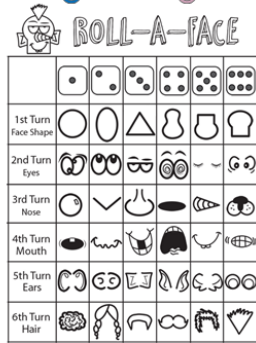 ROLL-A-FACE
1st Turn
Face Shape
2nd Turn
Eyes
3rd Turn
Nose
4th Turn
Mouth
5th Turn
Ears
6th Turn
Hair